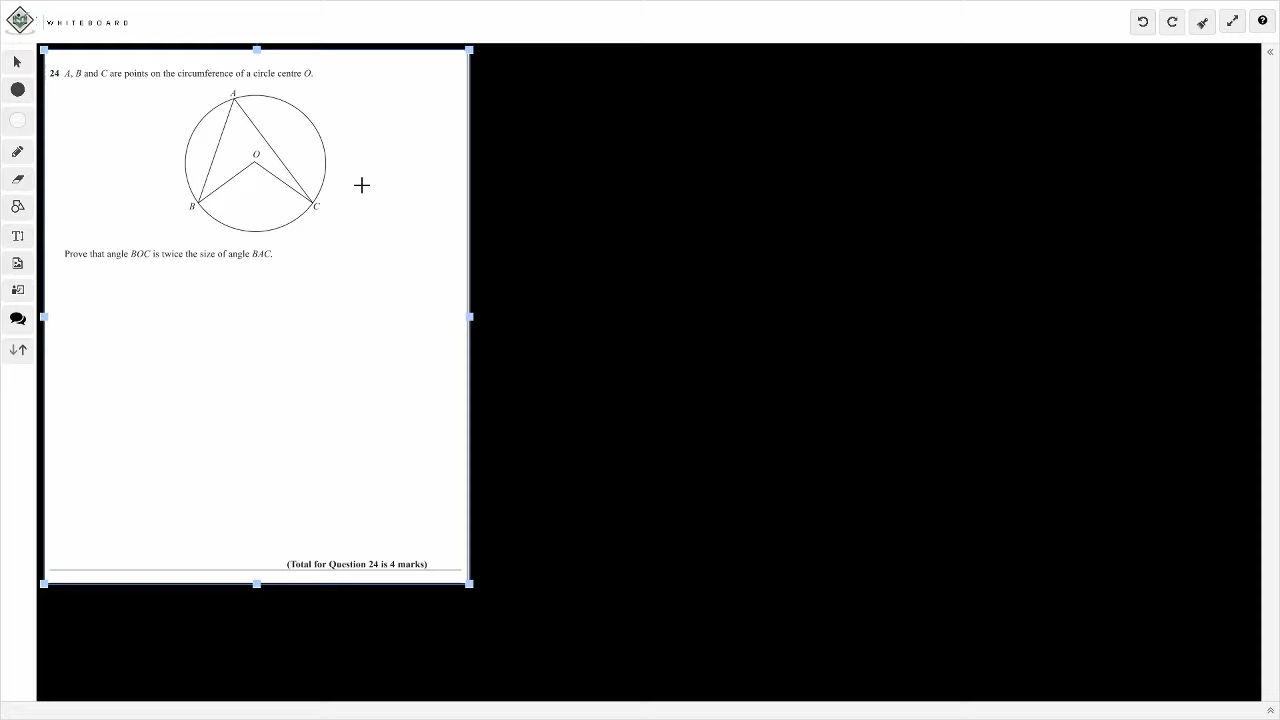 WHITEBOARD
24 A, B and C are points on the circumference of a circle centre O.
A
O
B
C
Prove that angle BOC is twice the size of angle BAC.
(Total for Question 24 is 4 marks)